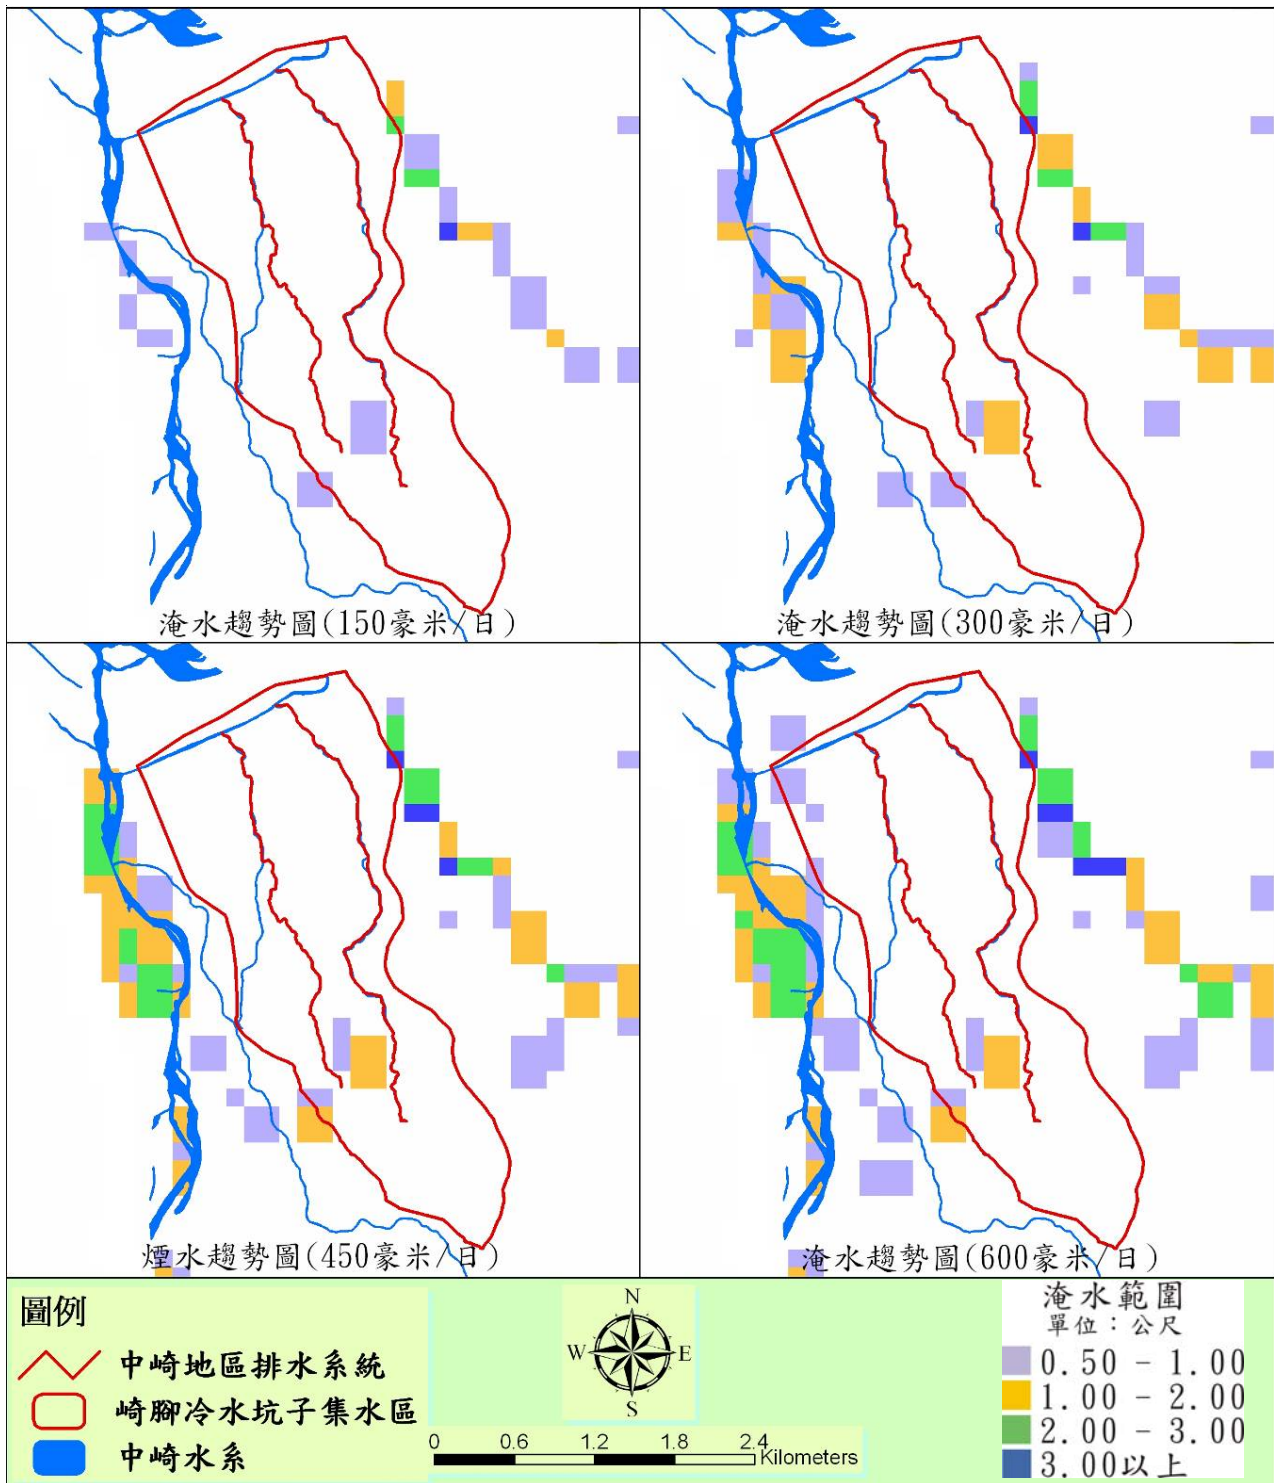 淹水趨勢圖(150豪米/日)
淹水趨勢圖(300豪米/日)
煙水趨勢圖(450豪米/日)
淹水趨勢圖(600豪米/日)
圖例
中崎地區排水系統
崎腳冷水坑子集水區
中崎水系
N
W E
S
0 0.6 1.2 1.8 2.4
Kilometers
淹水範圍
單位：公尺
0.50 - 1.00
1.00 - 2.00
2.00 - 3.00
3.00以上